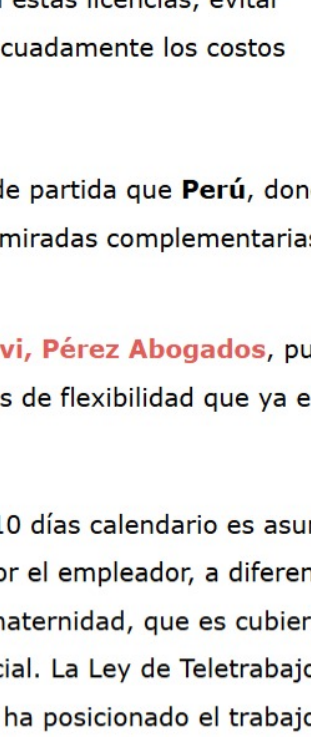 estas licencias, evitar
cuadamente los costos
de partida que Perú, don
miradas complementarias
vi, Pérez Abogados, pu
s de flexibilidad que ya e
10 días calendario es asu
or el empleador, a diferen
maternidad, que es cubier
cial. La Ley de Teletrabajo
ha posicionado el trabajo